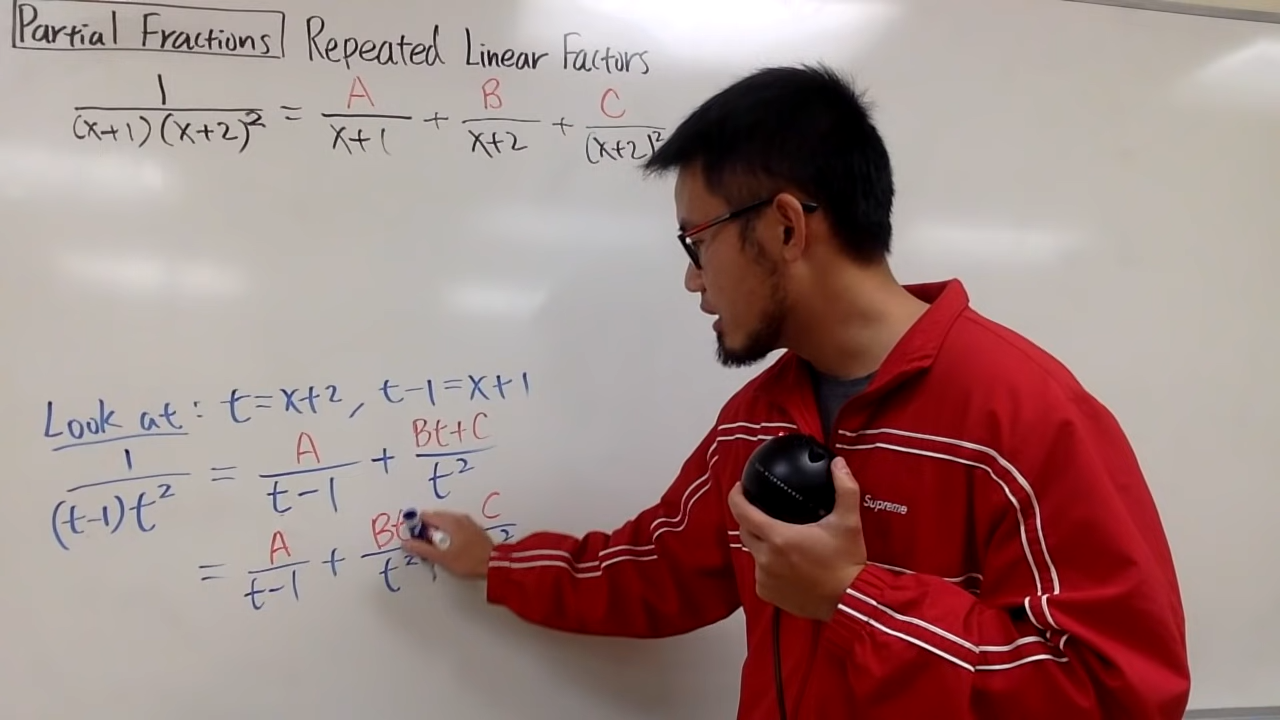 Partial Fractions Repeated Linear Factors
1/((x+1)(x+2)²) = A/(x+1) + B/(x+2) + C/(x+2)²
Look at: t=x+2, t-1=x+1
1/((t-1)t²) = A/(t-1) + (Bt+C)/t²
= A/(t-1) + Bt/t² C/²
Supreme